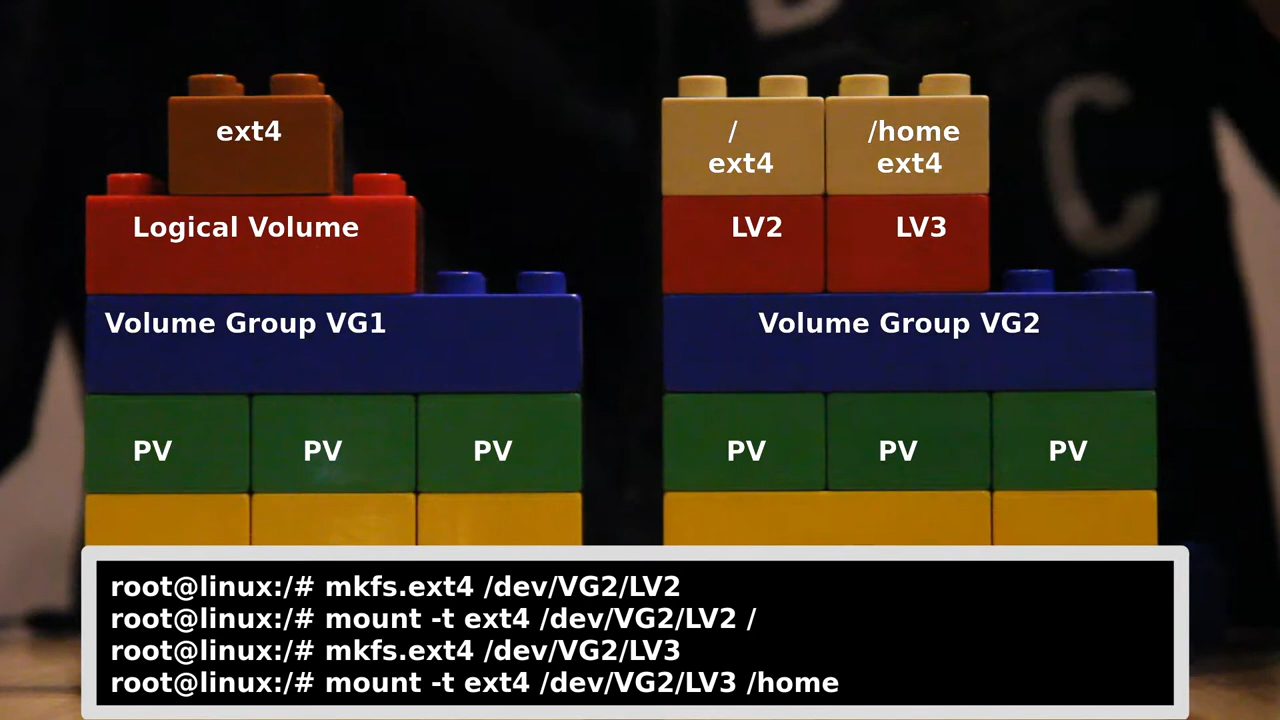 ext4
Logical Volume
Volume Group VG1
PV PV PV
/
ext4
/home
ext4
LV2 LV3
Volume Group VG2
PV PV PV
C
root@linux:/# mkfs.ext4 /dev/VG2/LV2
root@linux:/# mount -t ext4 /dev/VG2/LV2 /
root@linux:/# mkfs.ext4 /dev/VG2/LV3
root@linux:/# mount -t ext4 /dev/VG2/LV3 /home